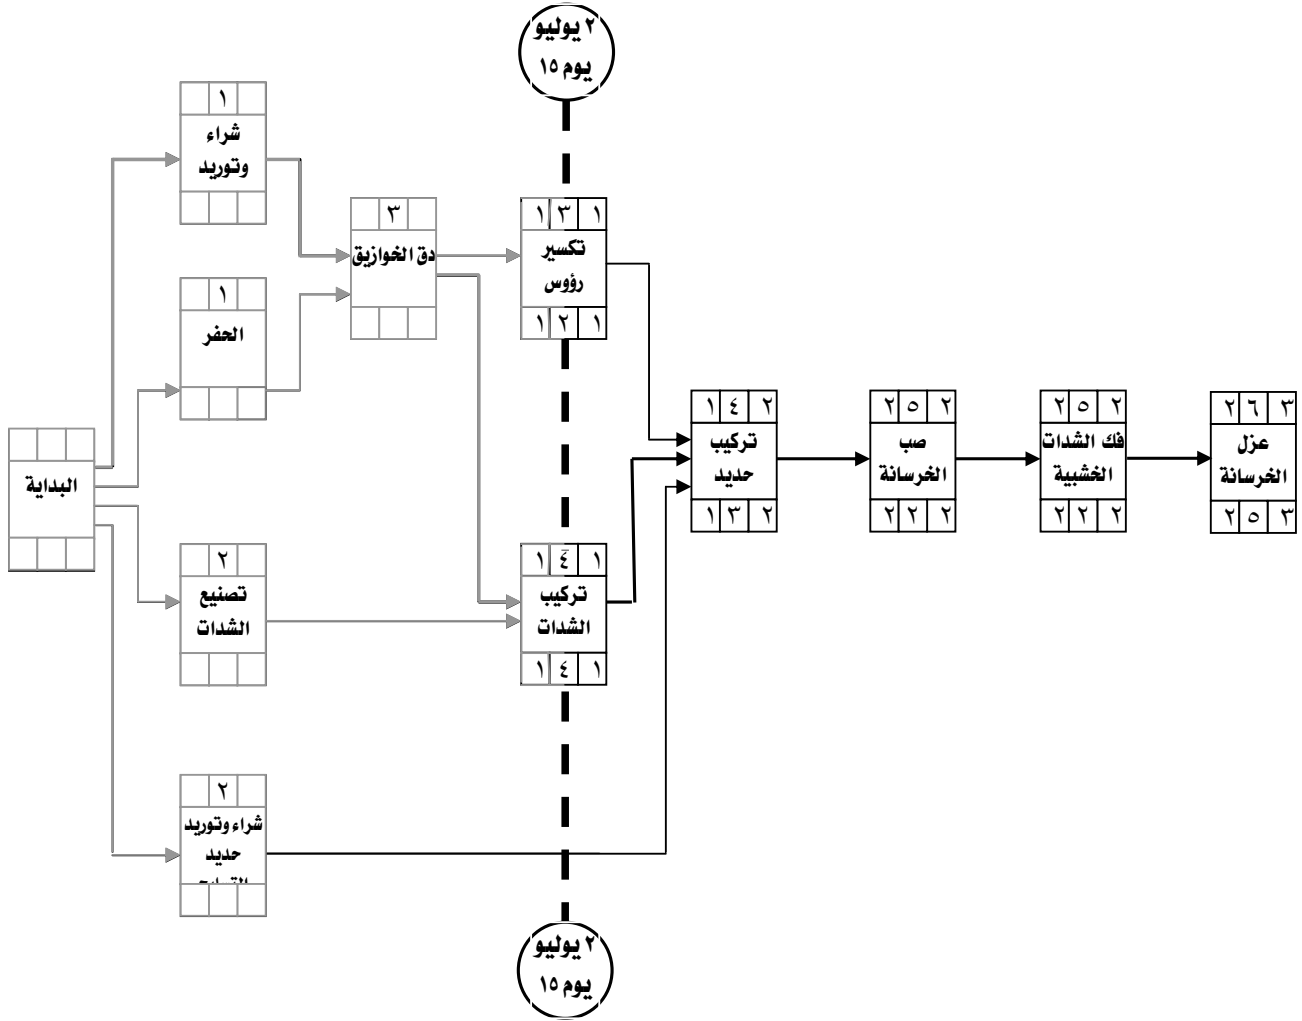 ٢ يوليو
يوم ١٥
١
شراء
وتوريد
٣
دق الخوازيق
١ ٣ ١
تكسير
رؤوس
١ ٢ ١
١
الحفر
البداية
١ ٤ ٢
تركيب
حديد
١ ٣ ٢
٢ ٥ ٢
صب
الخرسانة
٢ ٢ ٢
٢ ٥ ٢
فك الشدات
الخشبية
٢ ٢ ٢
٢ ٦ ٣
عزل
الخرسانة
٢ ٥ ٣
٢
تصنيع
الشدات
١ ٤ ١
تركيب
الشدات
١ ٤ ١
٢
شراء وتوريد
حديد
٢ يوليو
يوم ١٥